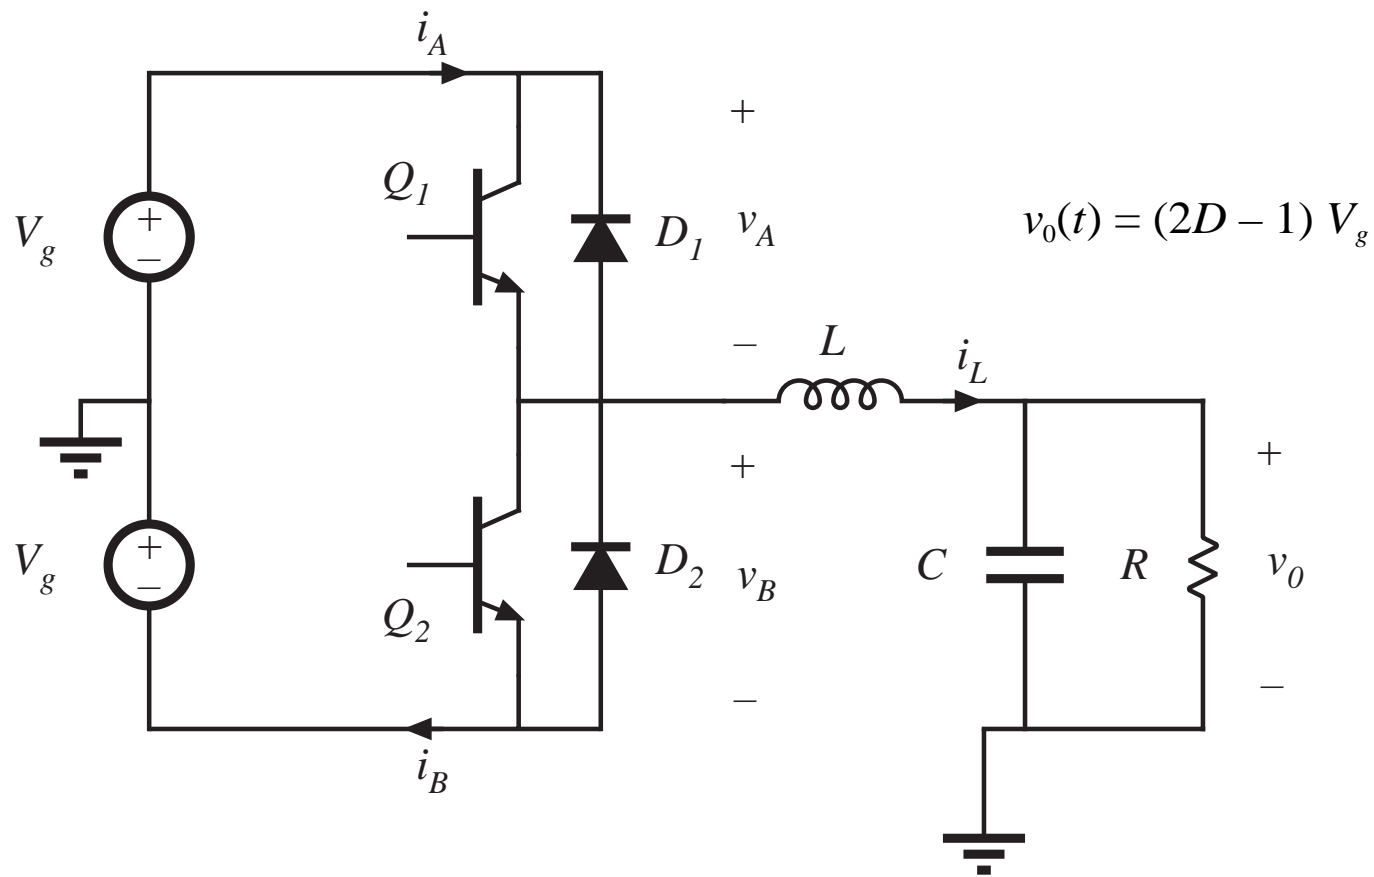 i_A
+
Q_1
V_g
+
–
D_1
v_A
v_0(t) = (2D – 1) V_g
–
L
i_L
+
+
V_g
+
–
Q_2
D_2
v_B
C
R
v_0
–
–
i_B